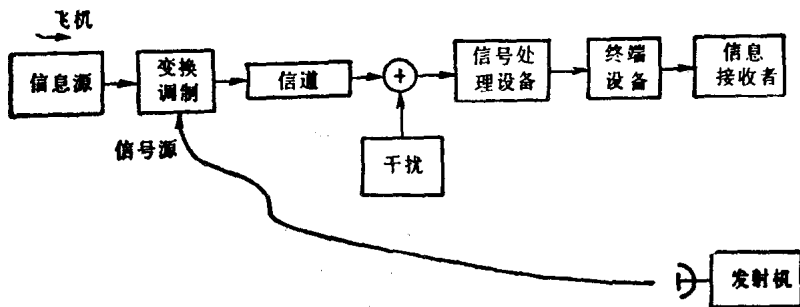 飞机
信息源
变换
调制
信道
+
信号处
理设备
终端
设备
信息
接收者
信号源
干扰
发射机